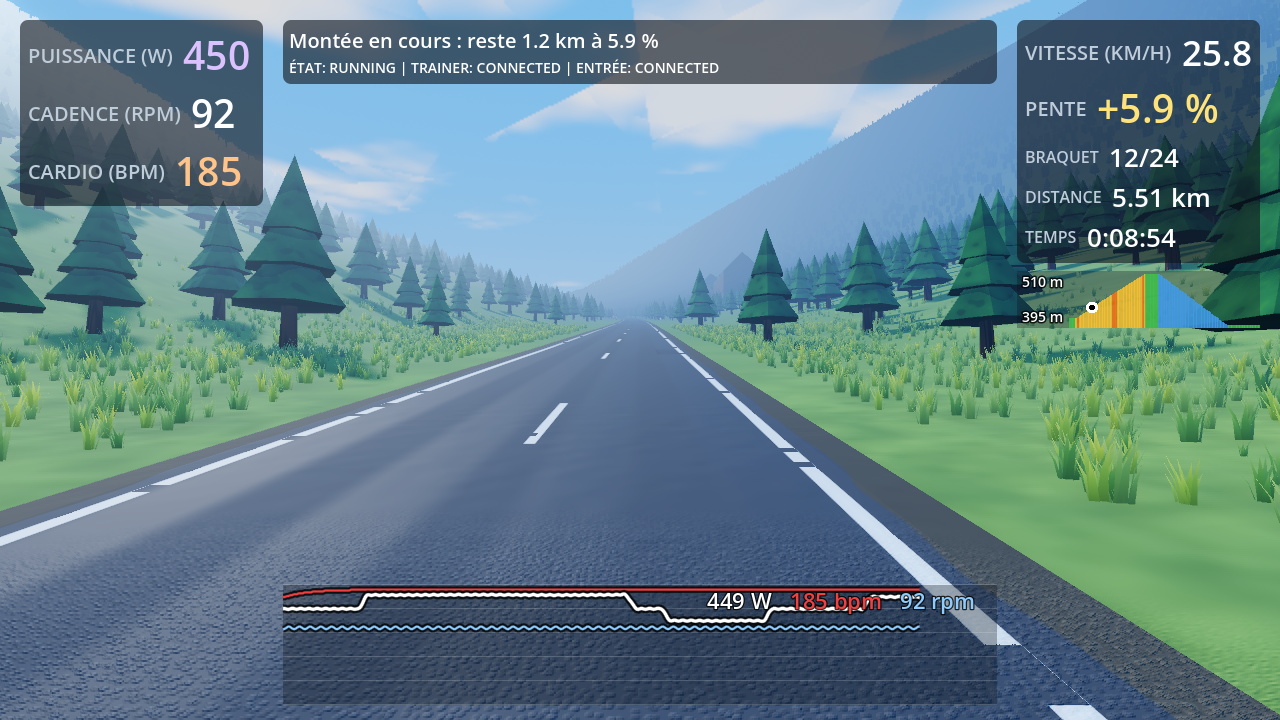 PUISSANCE (W) 450
CADENCE (RPM) 92
CARDIO (BPM) 185
Montée en cours : reste 1.2 km à 5.9 %
ÉTAT: RUNNING | TRAINER: CONNECTED | ENTRÉE: CONNECTED
VITESSE (KM/H) 25.8
PENTE +5.9 %
BRAQUET 12/24
DISTANCE 5.51 km
TEMPS 0:08:54
510 m
395 m
449 W 185 bpm 92 rpm